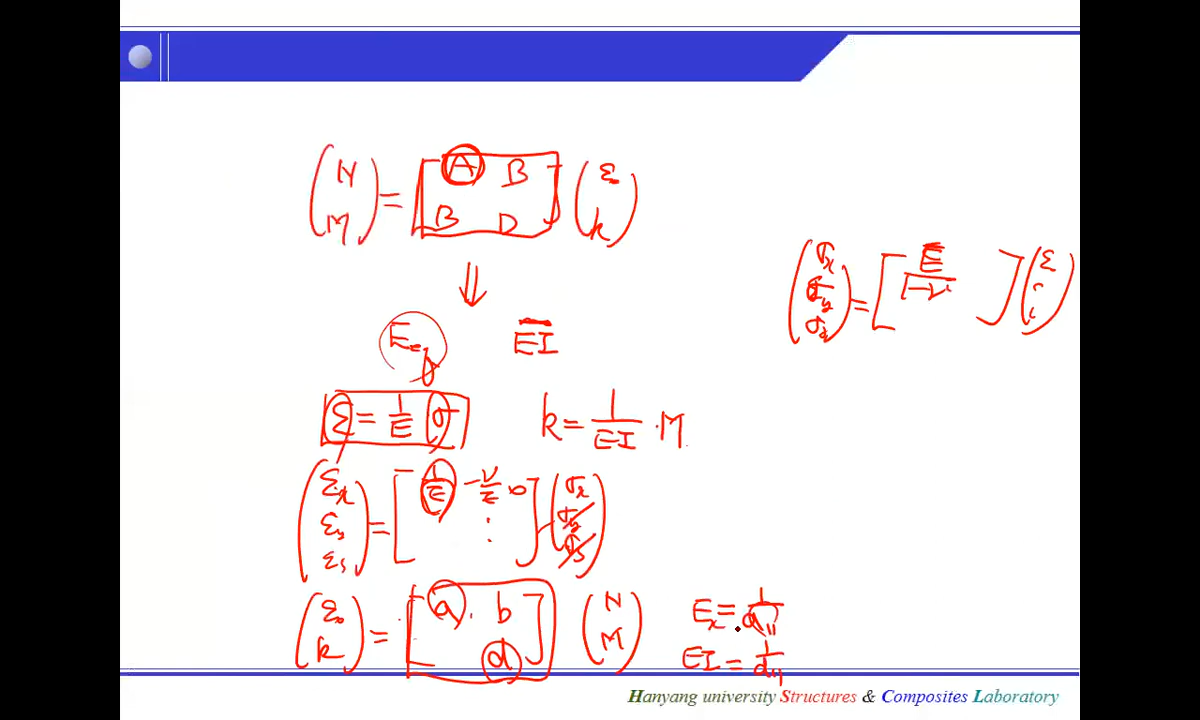 (N M) = [A B B D] (ε k)
⇓
(σx σy σs) = [E/1-ν²] (ε
Eeq EI
ε = 1/E σ k = 1/EI · M
(εx εy εs) = [1/E -ν/E 0 ⋮] (σx σy σs)
(ε₀ k) = [a b d] (N M) Ex = 1/a11
EI = 1/d11
Hanyang university Structures & Composites Laboratory